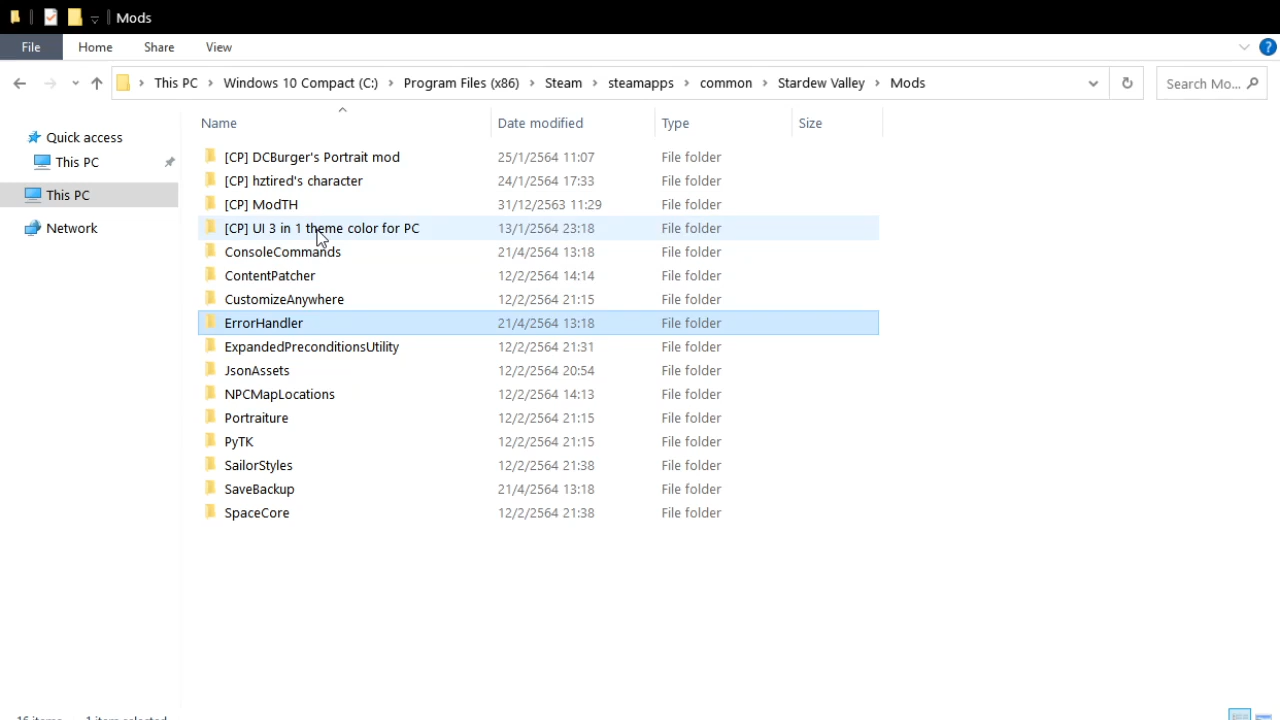 Mods
File Home Share View
This PC Windows 10 Compact (C:) Program Files (x86) Steam steamapps common Stardew Valley Mods
Search Mo...
Name Date modified Type Size
Quick access
This PC
This PC
Network
[CP] DCBurger's Portrait mod 25/1/2564 11:07 File folder
[CP] hztired's character 24/1/2564 17:33 File folder
[CP] ModTH 31/12/2563 11:29 File folder
[CP] UI 3 in 1 theme color for PC 13/1/2564 23:18 File folder
ConsoleCommands 21/4/2564 13:18 File folder
ContentPatcher 12/2/2564 14:14 File folder
CustomizeAnywhere 12/2/2564 21:15 File folder
ErrorHandler 21/4/2564 13:18 File folder
ExpandedPreconditionsUtility 12/2/2564 21:31 File folder
JsonAssets 12/2/2564 20:54 File folder
NPCMapLocations 12/2/2564 14:13 File folder
Portraiture 12/2/2564 21:15 File folder
PyTK 12/2/2564 21:15 File folder
SailorStyles 12/2/2564 21:38 File folder
SaveBackup 21/4/2564 13:18 File folder
SpaceCore 12/2/2564 21:38 File folder
16 items 1 item selected